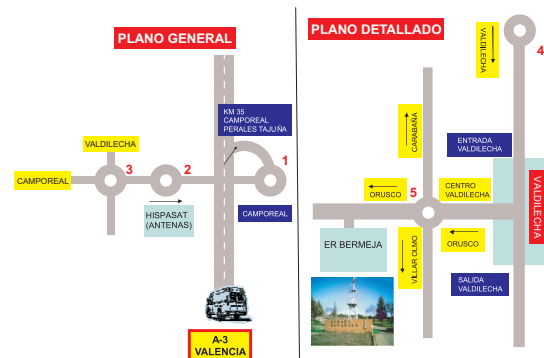 PLANO GENERAL
KM 35
CAMPOREAL
PERALES TAJUÑA
VALDILECHA
CAMPOREAL
3
2
1
HISPASAT
(ANTENAS)
CAMPOREAL
A-3
VALENCIA
PLANO DETALLADO
VALDILECHA
4
CARABAÑA
ENTRADA
VALDILECHA
ORUSCO
5
CENTRO
VALDILECHA
VALDILECHA
ER BERMEJA
VILLAR OLMO
ORUSCO
SALIDA
VALDILECHA